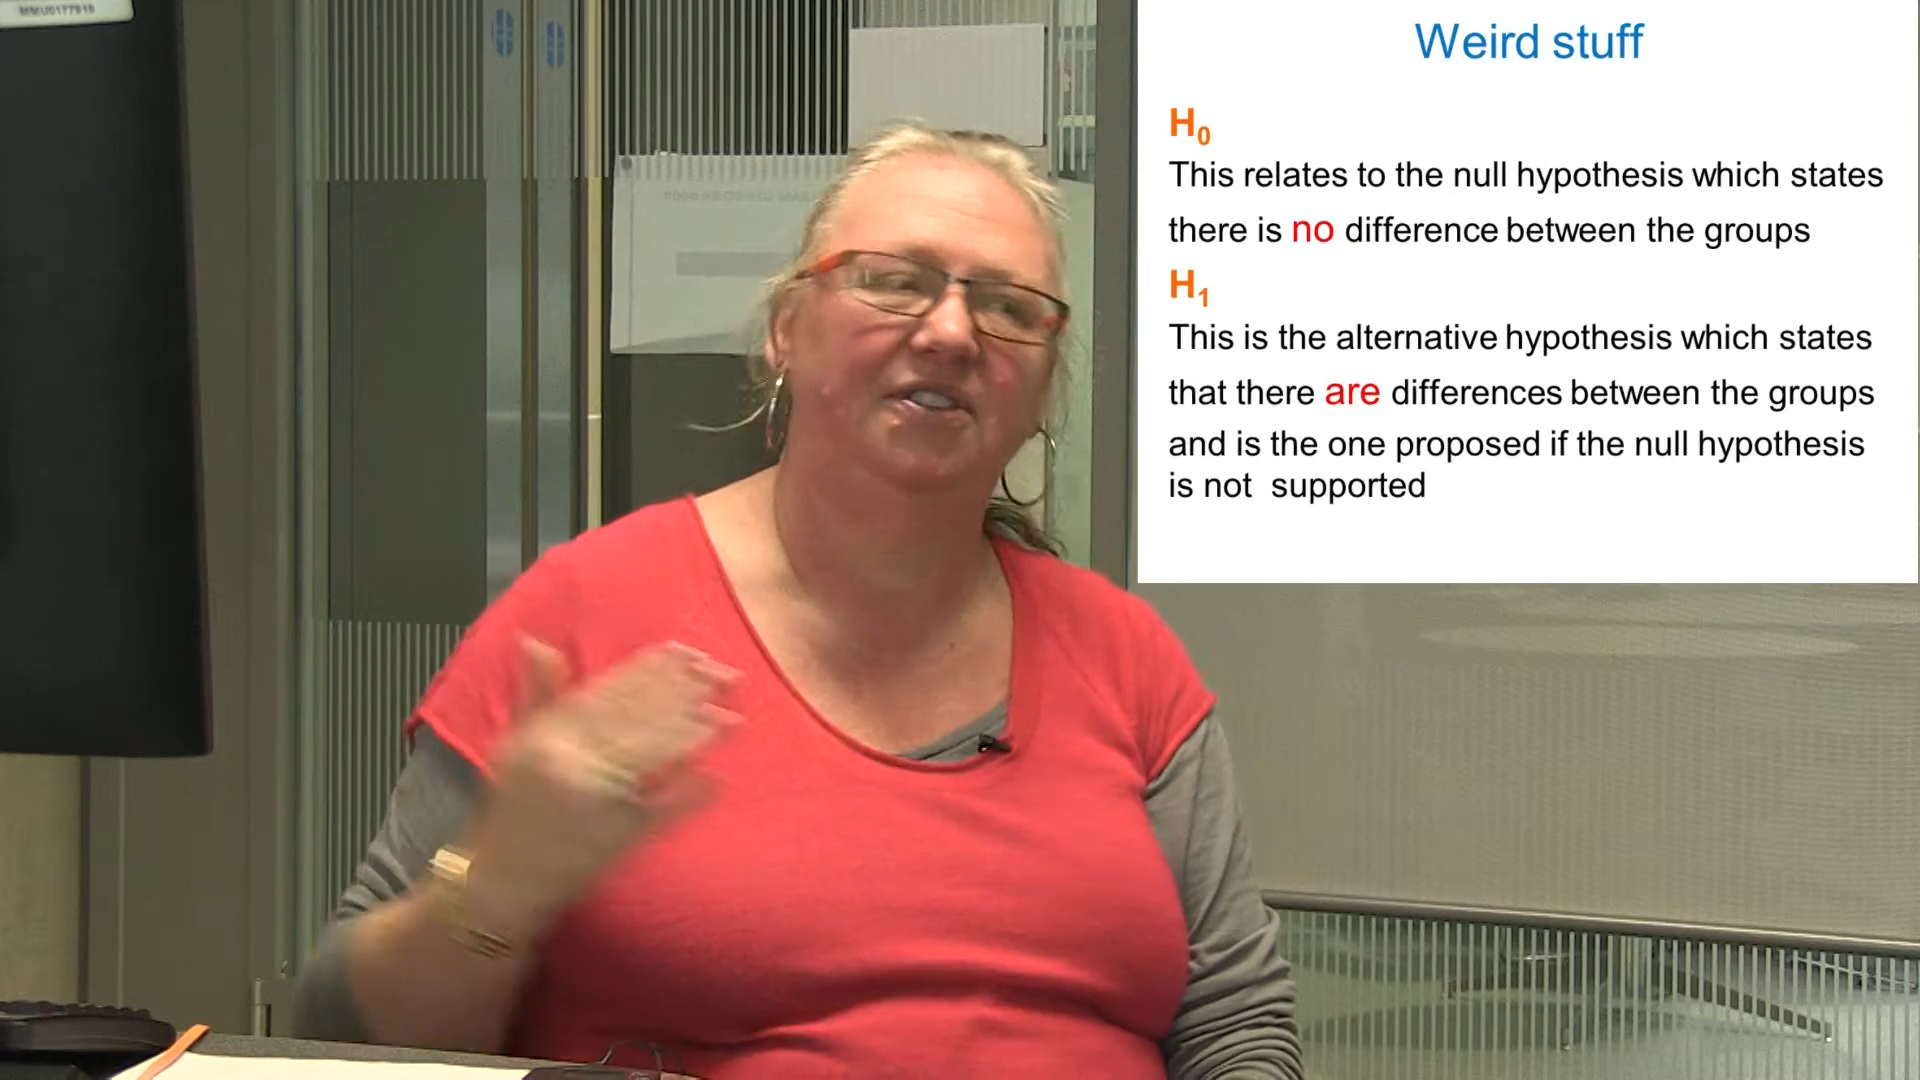 MMU0177919
Weird stuff
H₀
This relates to the null hypothesis which states
there is no difference between the groups
H₁
This is the alternative hypothesis which states
that there are differences between the groups
and is the one proposed if the null hypothesis
is not supported